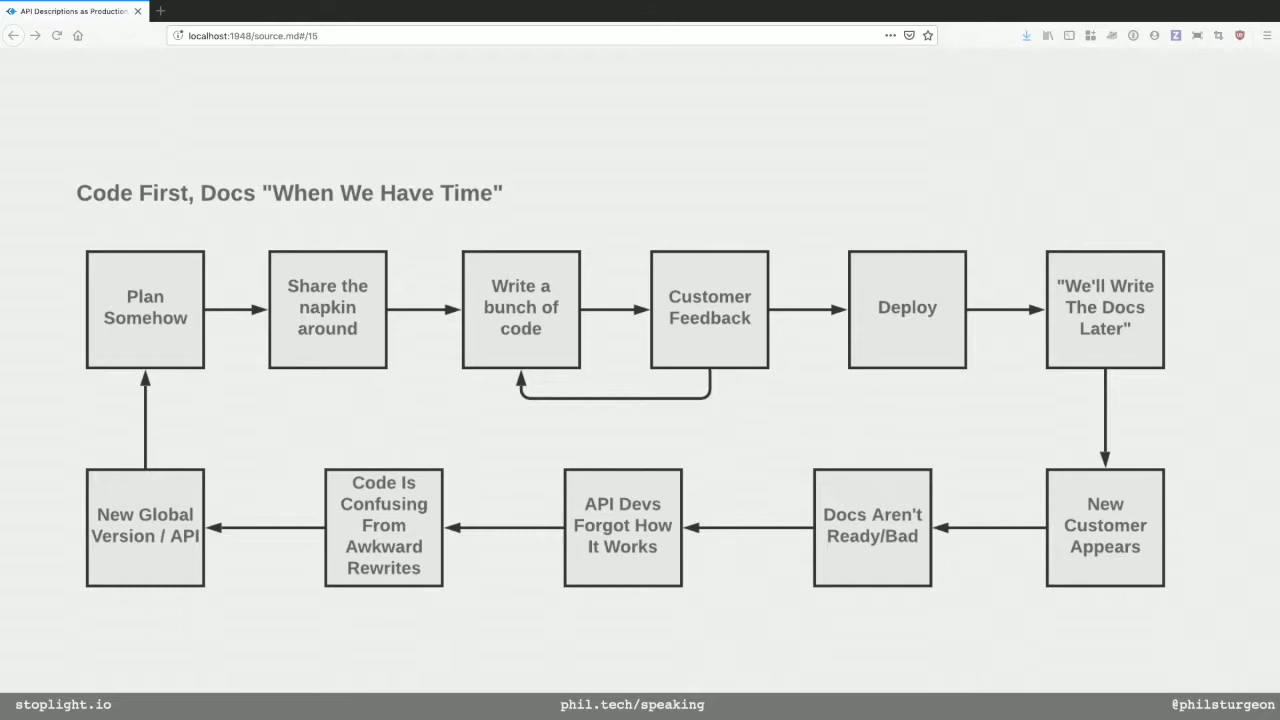 API Descriptions as Production
localhost:1948/source.md#/15
Code First, Docs "When We Have Time"
Plan
Somehow
Share the
napkin
around
Write a
bunch of
code
Customer
Feedback
Deploy
"We'll Write
The Docs
Later"
New
Customer
Appears
Docs Aren't
Ready/Bad
API Devs
Forgot How
It Works
Code Is
Confusing
From
Awkward
Rewrites
New Global
Version / API
stoplight.io
phil.tech/speaking
@philsturgeon